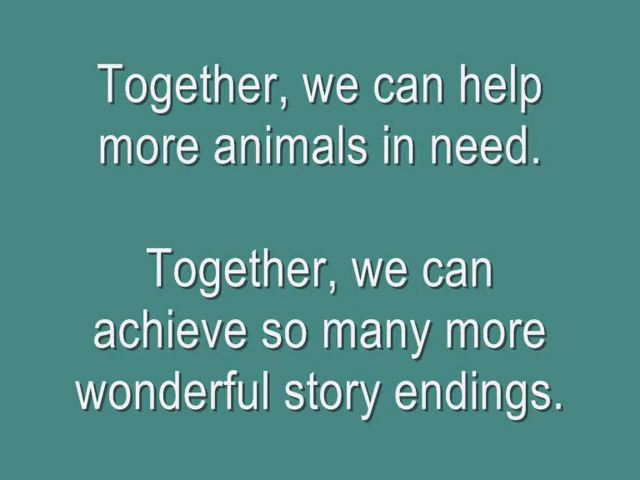 Together, we can help
more animals in need.
Together, we can
achieve so many more
wonderful story endings.